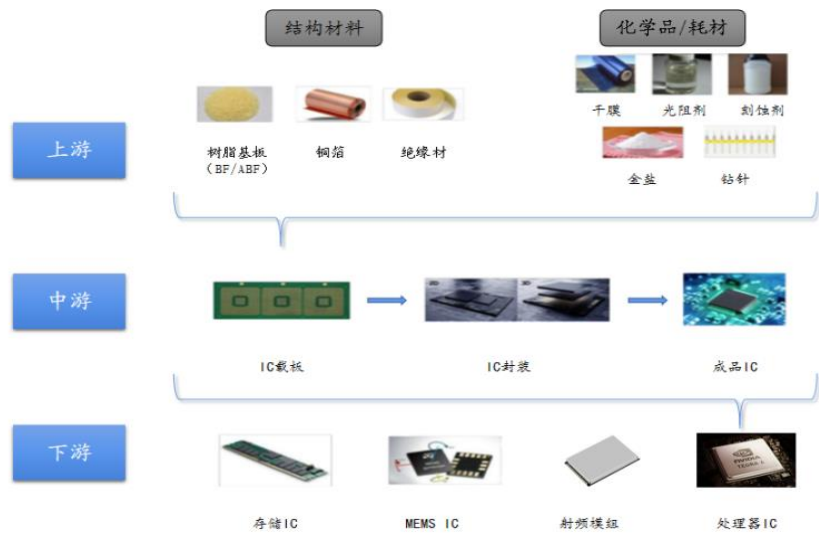 结构材料
化学品/耗材
上游
树脂基板
（BF/ABF）
铜箔
绝缘材
干膜
光阻剂
刻蚀剂
金盐
钻针
中游
IC载板
IC封装
成品IC
下游
NVIDIA
存储IC
MEMS IC
射频模组
处理器IC